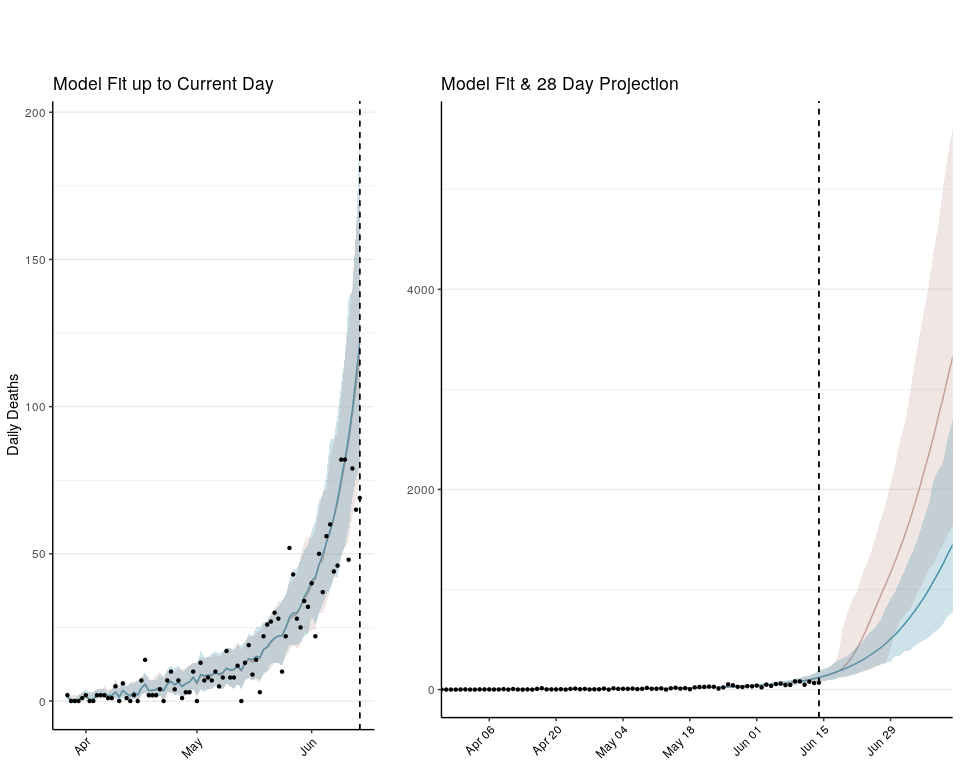 Model Fit up to Current Day
Model Fit & 28 Day Projection
Daily Deaths
200
150
100
50
0
Apr
May
Jun
4000
2000
0
Apr 06
Apr 20
May 04
May 18
Jun 01
Jun 15
Jun 29